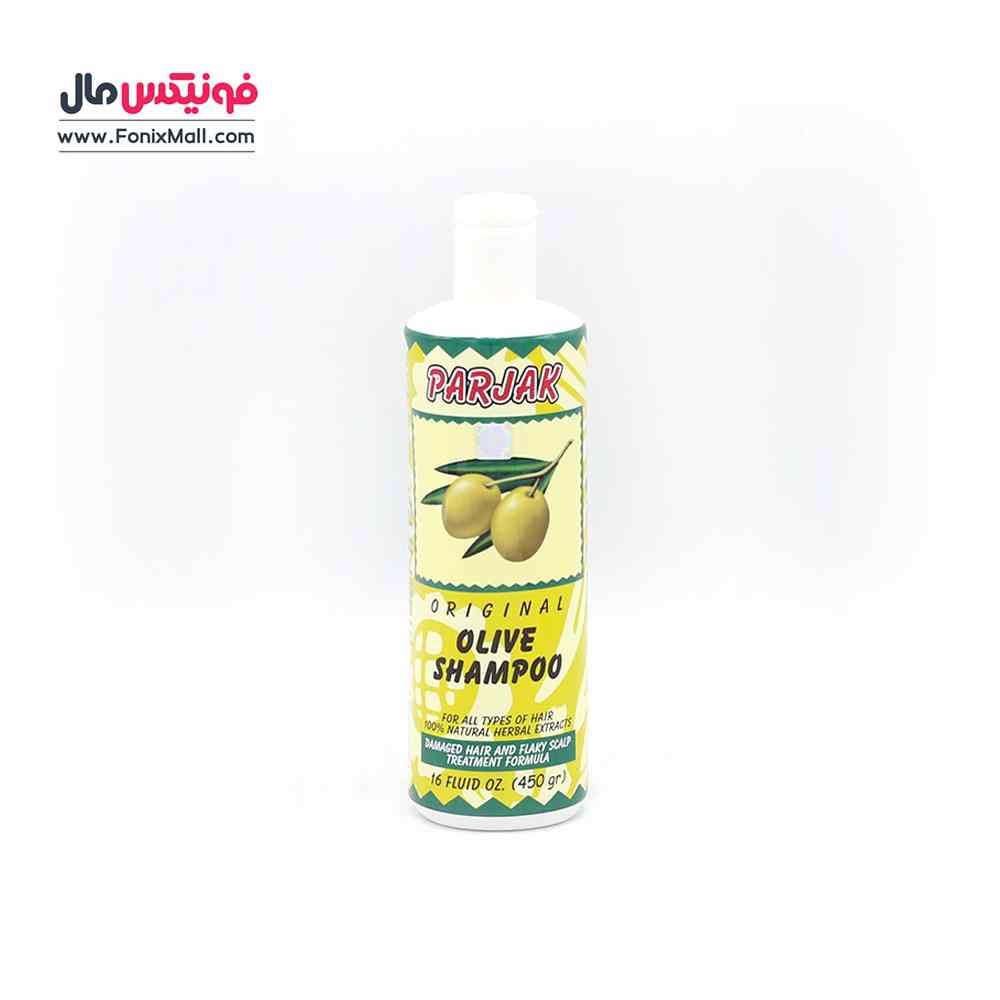 فونیکس مال
www.FonixMall.com
PARJAK
ORIGINAL
OLIVE
SHAMPOO
FOR ALL TYPES OF HAIR
100% NATURAL HERBAL EXTRACTS
DAMAGED HAIR AND FLAKY SCALP
TREATMENT FORMULA
16 FLUID OZ. (450 gr)